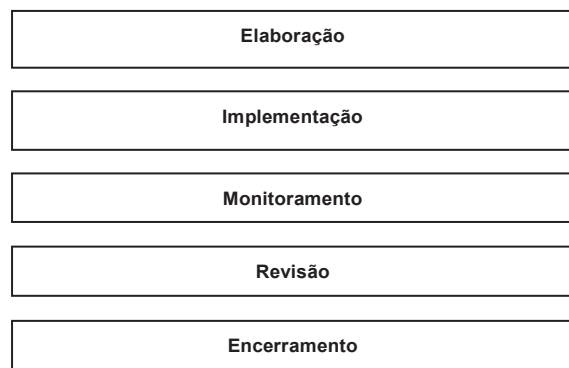 Elaboração
Implementação
Monitoramento
Revisão
Encerramento